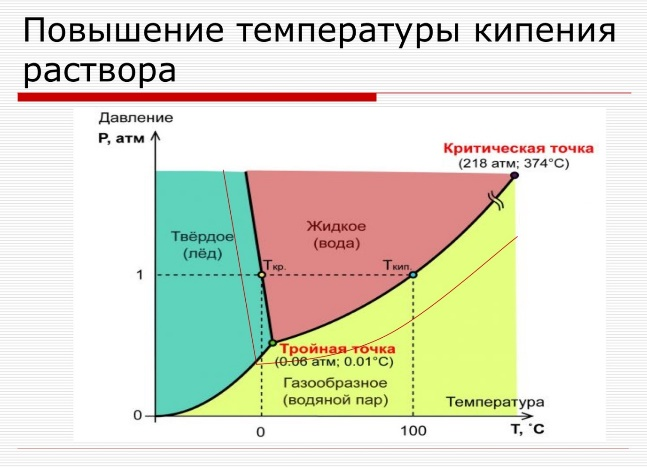 Повышение температуры кипения
раствора
Давление
P, атм
Критическая точка
(218 атм; 374°C)
Твёрдое
(лёд)
Жидкое
(вода)
1
Tкр.
Tкип.
Тройная точка
(0.06 атм; 0.01°C)
Газообразное
(водяной пар)
Температура
0
0
100
T, ˚C